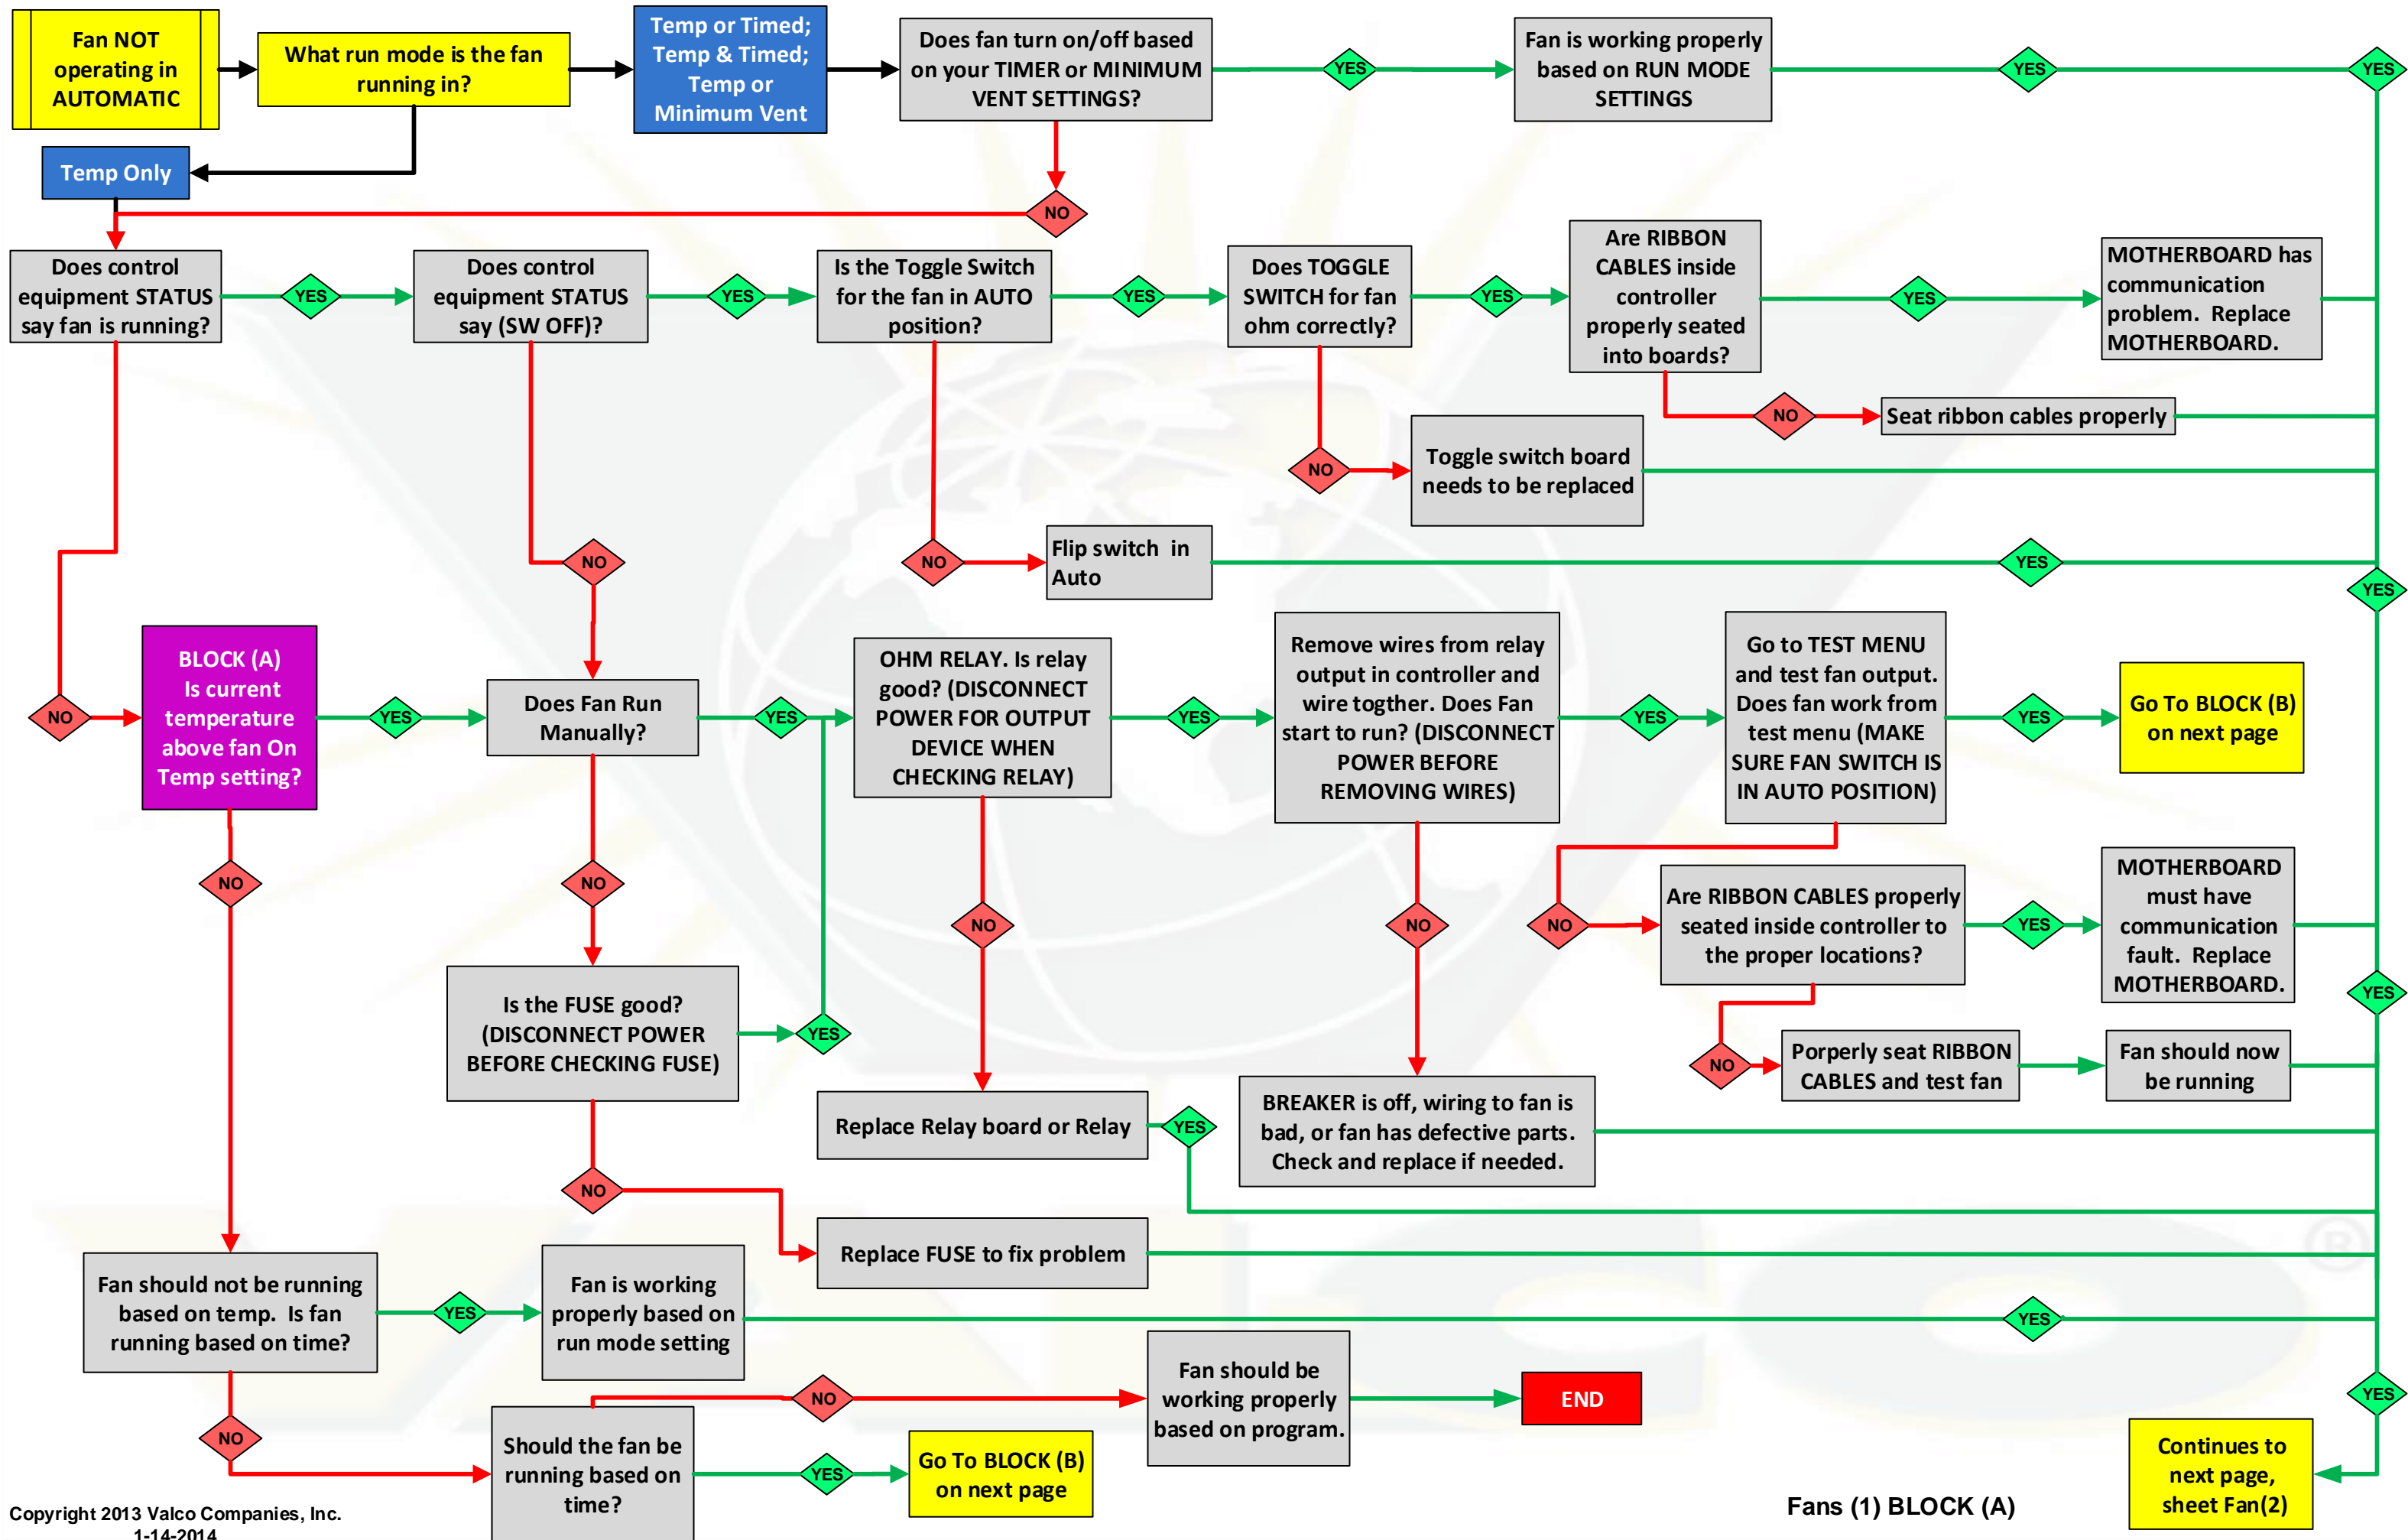 Fan NOT
operating in
AUTOMATIC
What run mode is the fan
running in?
Temp or Timed;
Temp & Timed;
Temp or
Minimum Vent
Does fan turn on/off based
on your TIMER or MINIMUM
VENT SETTINGS?
YES
Fan is working properly
based on RUN MODE
SETTINGS
YES
YES
Temp Only
NO
Does control
equipment STATUS
say fan is running?
YES
Does control
equipment STATUS
say (SW OFF)?
YES
Is the Toggle Switch
for the fan in AUTO
position?
YES
Does TOGGLE
SWITCH for fan
ohm correctly?
YES
Are RIBBON
CABLES inside
controller
properly seated
into boards?
YES
MOTHERBOARD has
communication
problem. Replace
MOTHERBOARD.
NO
Seat ribbon cables properly
NO
Toggle switch board
needs to be replaced
NO
NO
Flip switch in
Auto
YES
YES
NO
BLOCK (A)
Is current
temperature
above fan On
Temp setting?
YES
Does Fan Run
Manually?
YES
OHM RELAY. Is relay
good? (DISCONNECT
POWER FOR OUTPUT
DEVICE WHEN
CHECKING RELAY)
YES
Remove wires from relay
output in controller and
wire togther. Does Fan
start to run? (DISCONNECT
POWER BEFORE
REMOVING WIRES)
YES
Go to TEST MENU
and test fan output.
Does fan work from
test menu (MAKE
SURE FAN SWITCH IS
IN AUTO POSITION)
YES
Go To BLOCK (B)
on next page
NO
NO
NO
NO
NO
Are RIBBON CABLES properly
seated inside controller to
the proper locations?
YES
MOTHERBOARD
must have
communication
fault. Replace
MOTHERBOARD.
YES
Is the FUSE good?
(DISCONNECT POWER
BEFORE CHECKING FUSE)
YES
NO
Porperly seat RIBBON
CABLES and test fan
Fan should now
be running
Replace Relay board or Relay
YES
BREAKER is off, wiring to fan is
bad, or fan has defective parts.
Check and replace if needed.
NO
Replace FUSE to fix problem
Fan should not be running
based on temp. Is fan
running based on time?
YES
Fan is working
properly based on
run mode setting
YES
NO
Should the fan be
running based on
time?
NO
Fan should be
working properly
based on program.
END
YES
YES
Go To BLOCK (B)
on next page
Continues to
next page,
sheet Fan(2)
Fans (1) BLOCK (A)
Copyright 2013 Valco Companies, Inc.
1-14-2014
VALCO
®